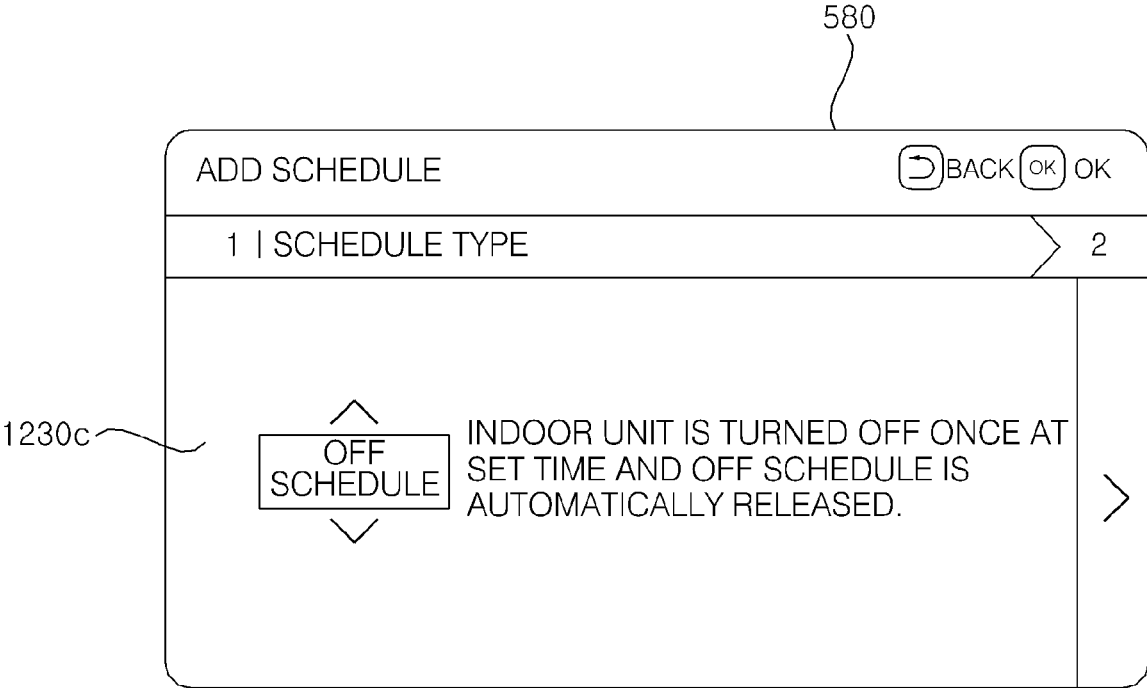 580
ADD SCHEDULE BACK OK OK
1 | SCHEDULE TYPE 2
1230c
OFF
SCHEDULE
INDOOR UNIT IS TURNED OFF ONCE AT
SET TIME AND OFF SCHEDULE IS
AUTOMATICALLY RELEASED.